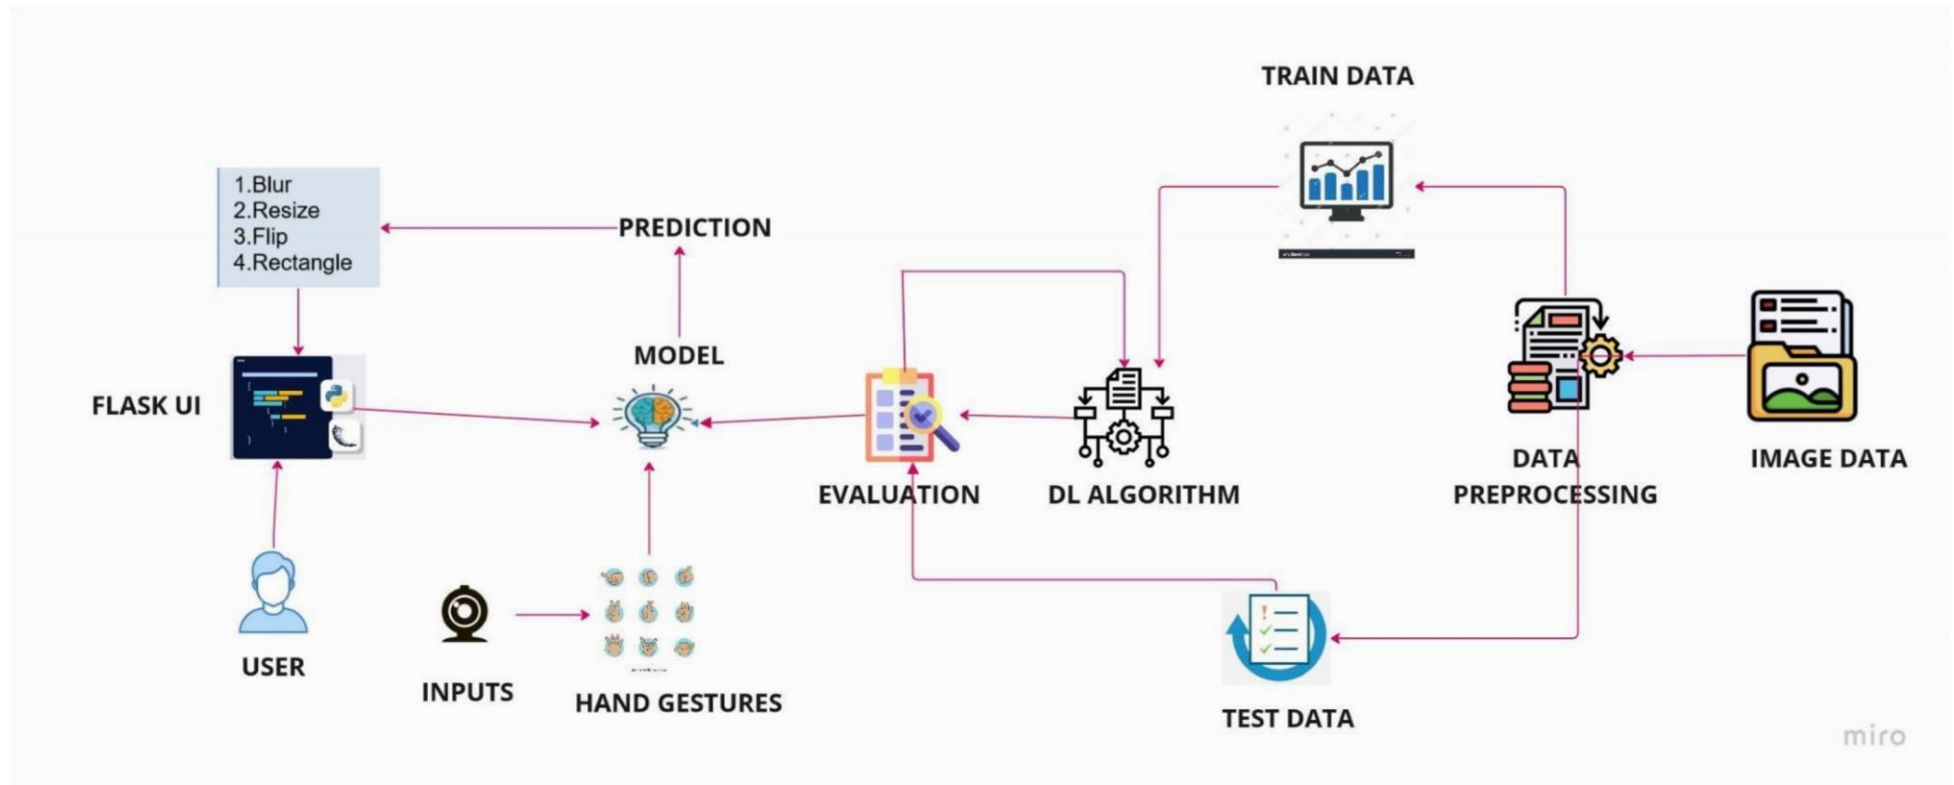 TRAIN DATA
1.Blur
2.Resize
3.Flip
4.Rectangle
PREDICTION
MODEL
FLASK UI
EVALUATION
DL ALGORITHM
DATA
PREPROCESSING
IMAGE DATA
USER
INPUTS
HAND GESTURES
TEST DATA
miro